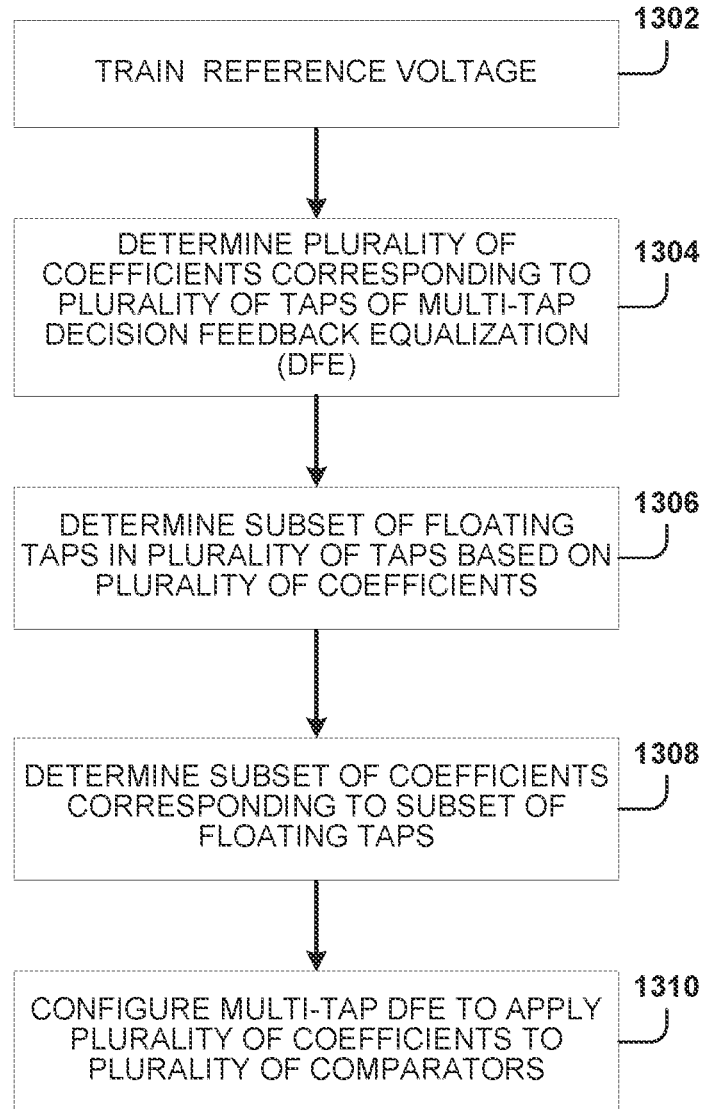 1302
TRAIN REFERENCE VOLTAGE
DETERMINE PLURALITY OF
COEFFICIENTS CORRESPONDING TO
PLURALITY OF TAPS OF MULTI-TAP
DECISION FEEDBACK EQUALIZATION
(DFE)
1304
DETERMINE SUBSET OF FLOATING
TAPS IN PLURALITY OF TAPS BASED ON
PLURALITY OF COEFFICIENTS
1306
DETERMINE SUBSET OF COEFFICIENTS
CORRESPONDING TO SUBSET OF
FLOATING TAPS
1308
CONFIGURE MULTI-TAP DFE TO APPLY
PLURALITY OF COEFFICIENTS TO
PLURALITY OF COMPARATORS
1310